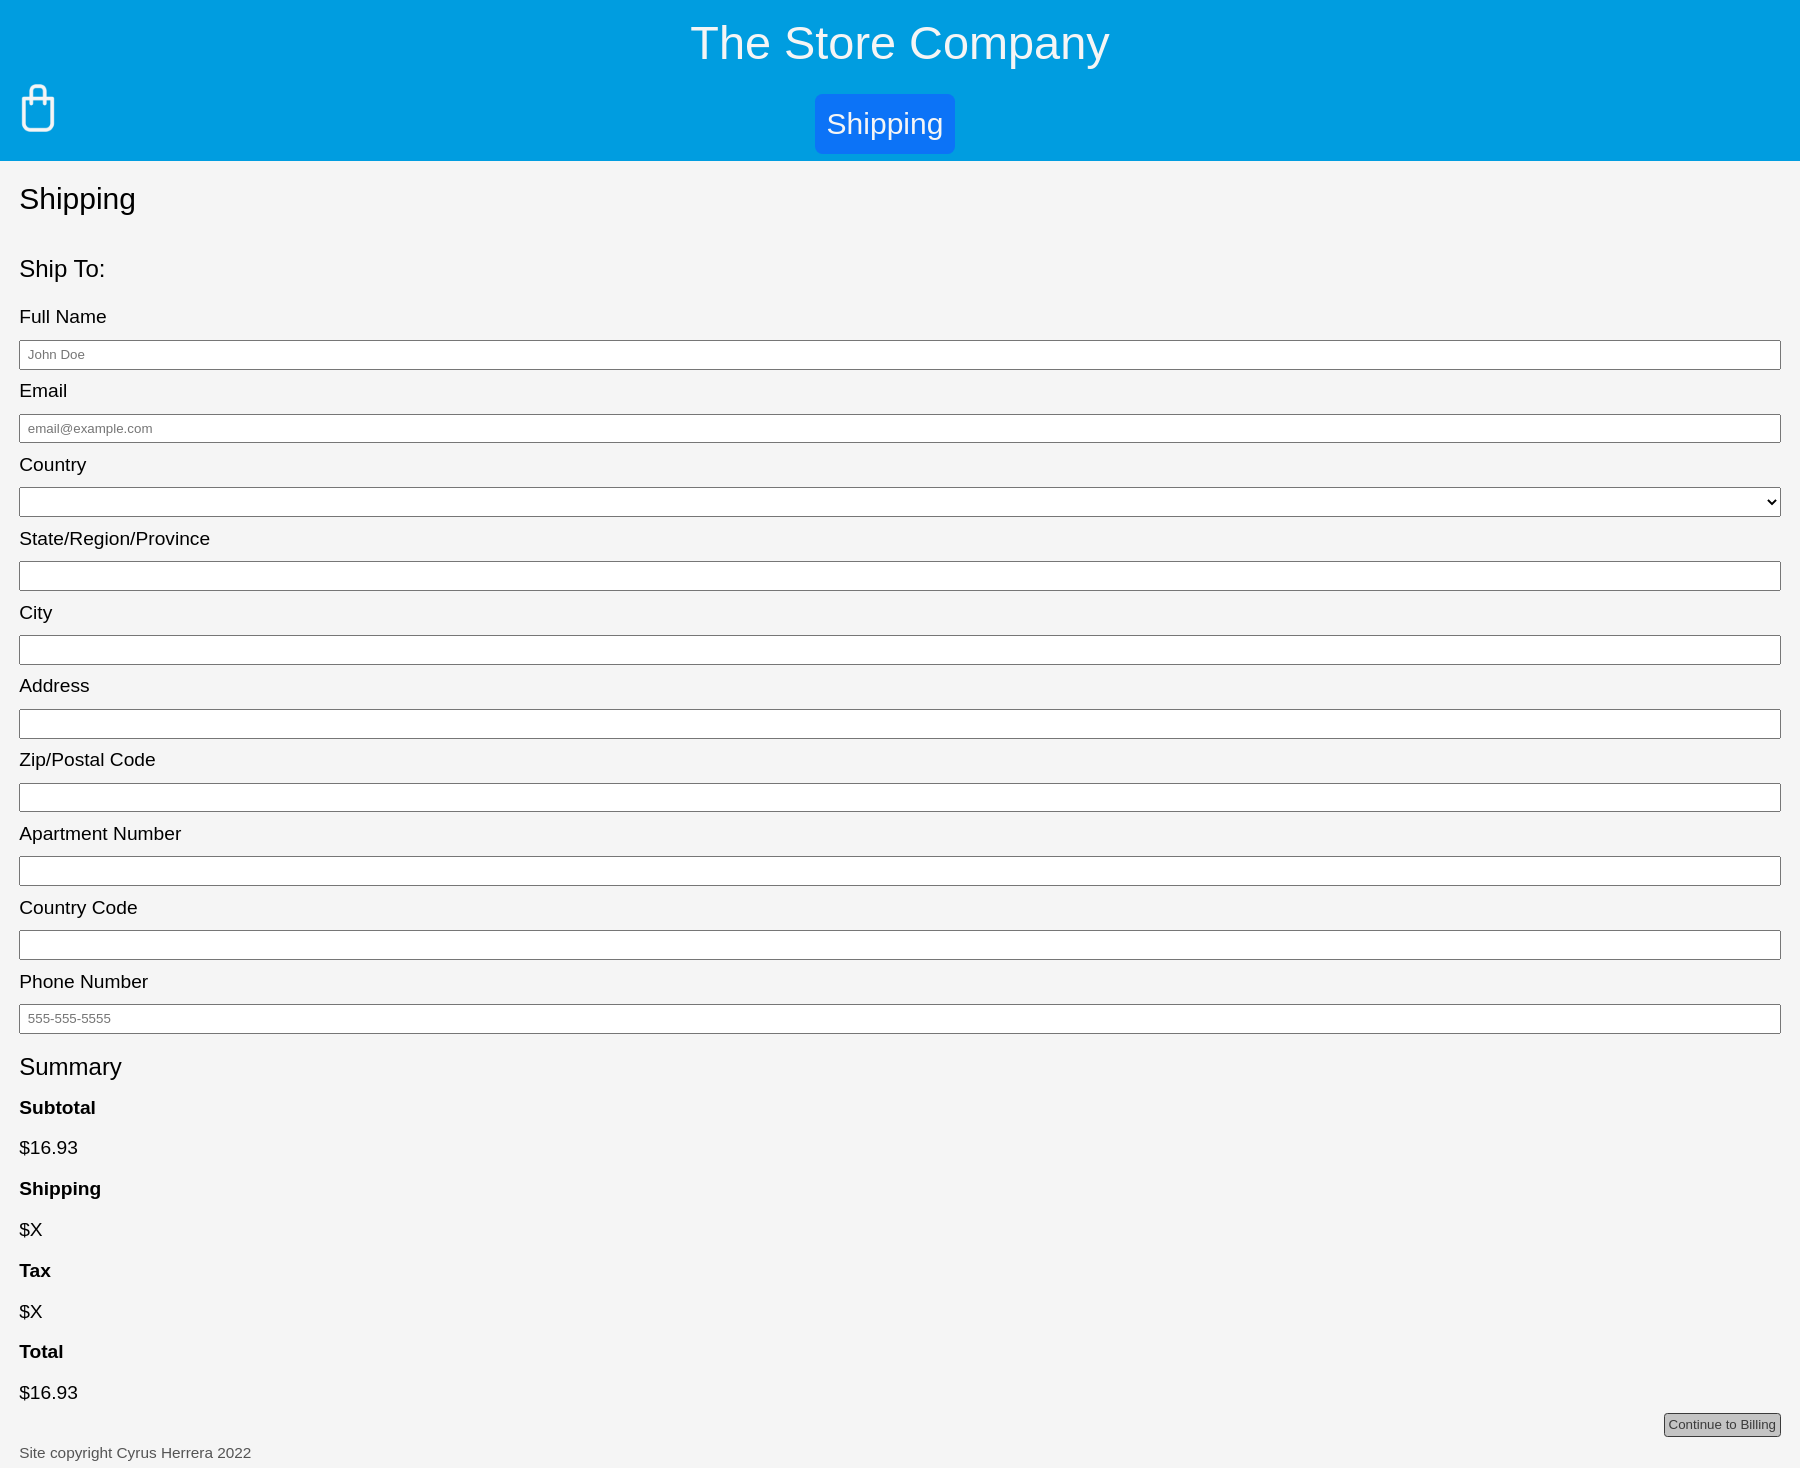 The Store Company
Shipping
Shipping
Ship To:
Full Name
John Doe
Email
email@example.com
Country
State/Region/Province
City
Address
Zip/Postal Code
Apartment Number
Country Code
Phone Number
555-555-5555
Summary
Subtotal
$16.93
Shipping
$X
Tax
$X
Total
$16.93
Continue to Billing
Site copyright Cyrus Herrera 2022